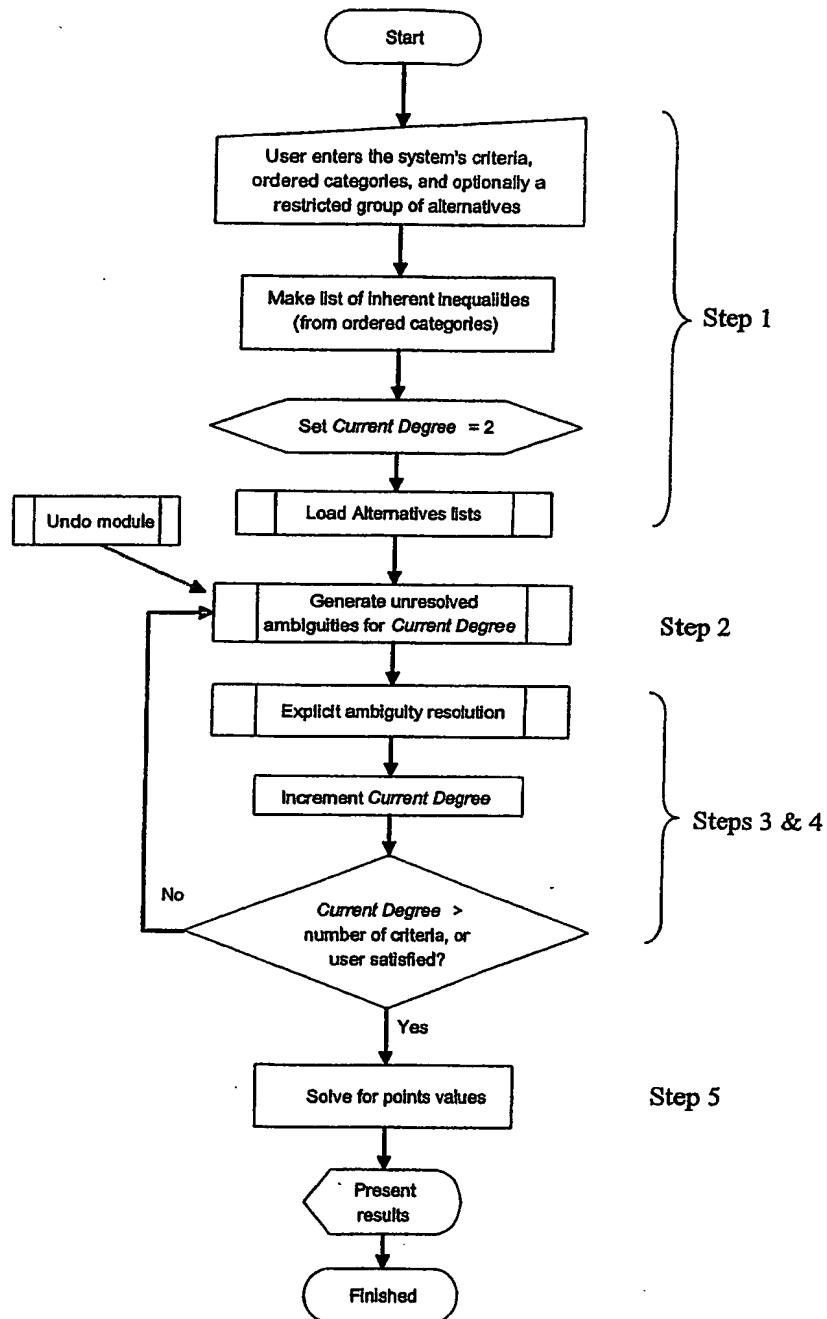 Start
User enters the system's criteria,
ordered categories, and optionally a
restricted group of alternatives
Make list of inherent inequalities
(from ordered categories)
Step 1
Set Current Degree = 2
Load Alternatives lists
Undo module
Generate unresolved
ambiguities for Current Degree
Step 2
Explicit ambiguity resolution
Increment Current Degree
Steps 3 & 4
No
Current Degree >
number of criteria, or
user satisfied?
Yes
Solve for points values
Step 5
Present
results
Finished